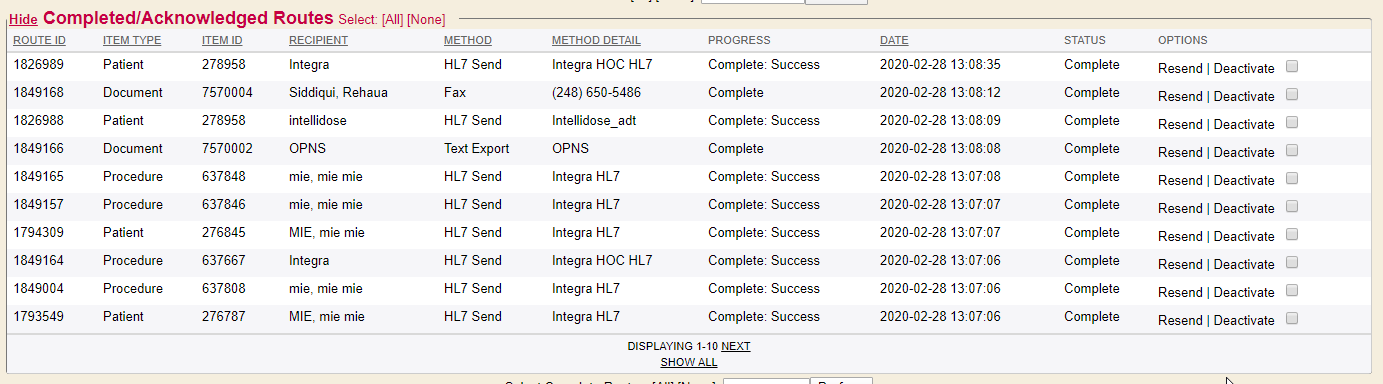 Hide Completed/Acknowledged Routes Select: [All] [None]
ROUTE ID ITEM TYPE ITEM ID RECIPIENT METHOD METHOD DETAIL PROGRESS DATE STATUS OPTIONS
1826989 Patient 278958 Integra HL7 Send Integra HOC HL7 Complete: Success 2020-02-28 13:08:35 Complete Resend | Deactivate
1849168 Document 7570004 Siddiqui, Rehaua Fax (248) 650-5486 Complete 2020-02-28 13:08:12 Complete Resend | Deactivate
1826988 Patient 278958 intellidose HL7 Send Intellidose_adt Complete: Success 2020-02-28 13:08:09 Complete Resend | Deactivate
1849166 Document 7570002 OPNS Text Export OPNS Complete 2020-02-28 13:08:08 Complete Resend | Deactivate
1849165 Procedure 637848 mie, mie mie HL7 Send Integra HL7 Complete: Success 2020-02-28 13:07:08 Complete Resend | Deactivate
1849157 Procedure 637846 mie, mie mie HL7 Send Integra HL7 Complete: Success 2020-02-28 13:07:07 Complete Resend | Deactivate
1794309 Patient 276845 MIE, mie mie HL7 Send Integra HL7 Complete: Success 2020-02-28 13:07:07 Complete Resend | Deactivate
1849164 Procedure 637667 Integra HL7 Send Integra HOC HL7 Complete: Success 2020-02-28 13:07:06 Complete Resend | Deactivate
1849004 Procedure 637808 mie, mie mie HL7 Send Integra HL7 Complete: Success 2020-02-28 13:07:06 Complete Resend | Deactivate
1793549 Patient 276787 MIE, mie mie HL7 Send Integra HL7 Complete: Success 2020-02-28 13:07:06 Complete Resend | Deactivate
DISPLAYING 1-10 NEXT
SHOW ALL